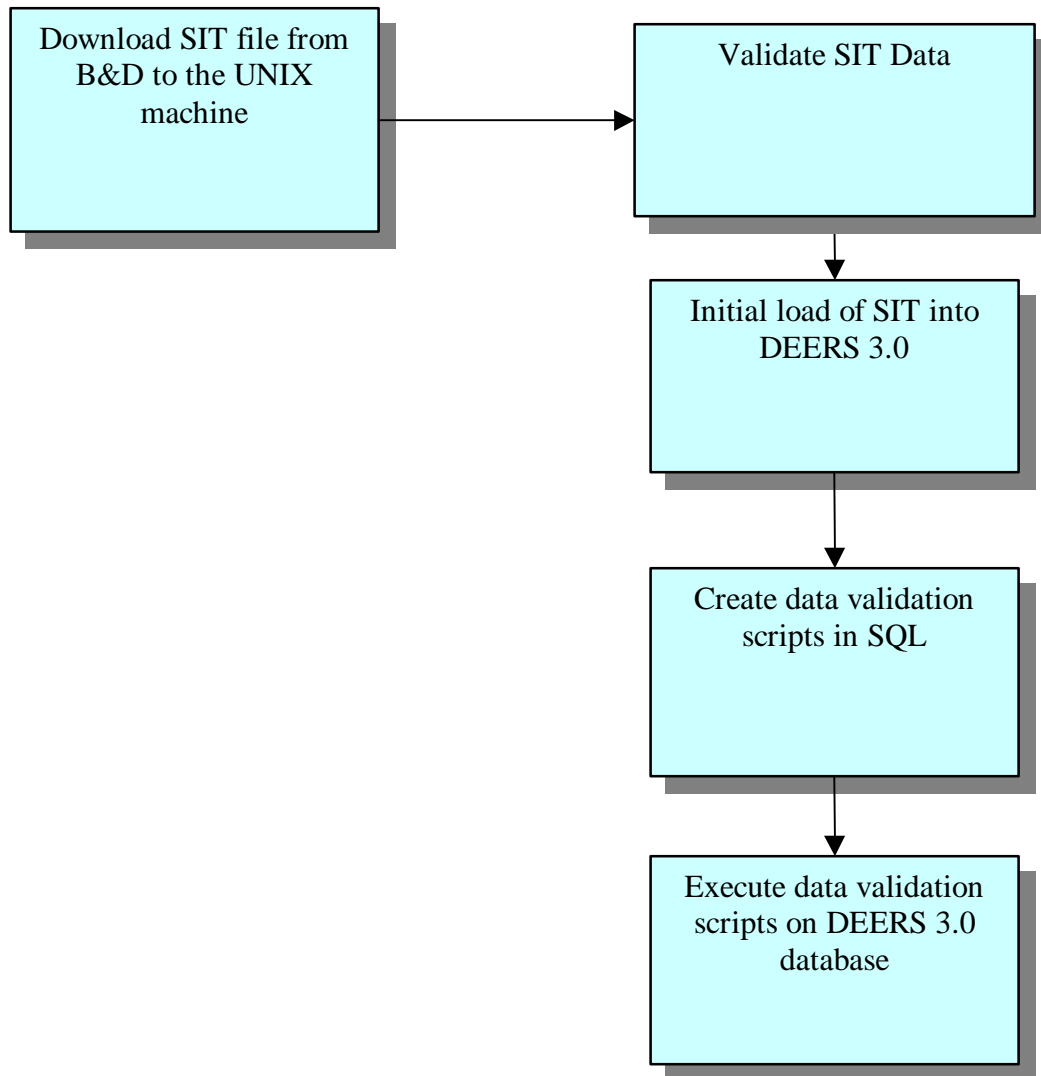 Download SIT file from
B&D to the UNIX
machine
Validate SIT Data
Initial load of SIT into
DEERS 3.0
Create data validation
scripts in SQL
Execute data validation
scripts on DEERS 3.0
database